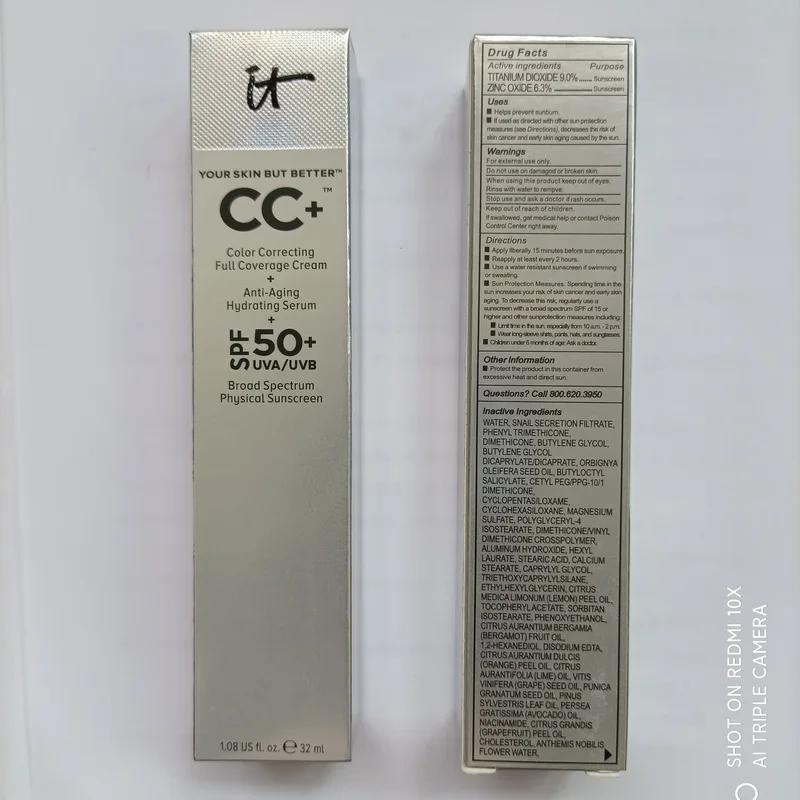 it
YOUR SKIN BUT BETTER™
CC+™
Color Correcting
Full Coverage Cream
+
Anti-Aging
Hydrating Serum
+
SPF 50+
UVA/UVB
Broad Spectrum
Physical Sunscreen
1.08 US fl. oz. ℮ 32 ml
Drug Facts
Active ingredients Purpose
TITANIUM DIOXIDE 9.0%..... Sunscreen
ZINC OXIDE 6.3% ............. Sunscreen
Uses
■ Helps prevent sunburn.
■ If used as directed with other sun protection
measures (see Directions), decreases the risk of
skin cancer and early skin aging caused by the sun.
Warnings
For external use only.
Do not use on damaged or broken skin.
When using this product keep out of eyes.
Rinse with water to rempve.
Stop use and ask a doctor if rash occurs.
Keep out of reach of children.
If swallowed, get medical help or contact Poison
Control Center right away.
Directions
■ Apply liberally 15 minutes before sun exposure.
■ Reapply at least every 2 hours.
■ Use a water resistant sunscreen if swimming
or sweating.
■ Sun Protection Measures. Spending time in the
sun increases your risk of skin cancer and early skin
aging. To decrease this risk, regularly use a
sunscreen with a broad spectrum SPF of 15 or
higher and other sunprotection measures including:
■ Limit time in the sun, especially from 10 a.m. - 2 p.m.
■ Wear long-sleeve shirts, pants, hats, and sunglasses.
■ Children under 6 months of age: Ask a doctor.
Other Information
■ Protect the product in this container from
excessive heat and direct sun.
Questions? Call 800.620.3950
Inactive Ingredients
WATER, SNAIL SECRETION FILTRATE,
PHENYL TRIMETHICONE,
DIMETHICONE, BUTYLENE GLYCOL,
BUTYLENE GLYCOL
DICAPRYLATE/DICAPRATE, ORBIGNYA
OLEIFERA SEED OIL, BUTYLOCTYL
SALICYLATE, CETYL PEG/PPG-10/1
DIMETHICONE,
CYCLOPENTASILOXAME,
CYCLOHEXASILOXANE, MAGNESIUM
SULFATE, POLYGLYCERYL-4
ISOSTEARATE, DIMETHICONE/VINYL
DIMETHICONE CROSSPOLYMER,
ALUMINUM HYDROXIDE, HEXYL
LAURATE, STEARIC ACID, CALCIUM
STEARATE, CAPRYLYL GLYCOL,
TRIETHOXYCAPRYLYLSILANE,
ETHYLHEXYLGLYCERIN, CITRUS
MEDICA LIMONUM (LEMON) PEEL OIL,
TOCOPHERYL ACETATE, SORBITAN
ISOSTEARATE, PHENOXYETHANOL,
CITRUS AURANTIUM BERGAMIA
(BERGAMOT) FRUIT OIL,
1,2-HEXANEDIOL, DISODIUM EDTA,
CITRUS AURANTIUM DULCIS
(ORANGE) PEEL OIL, CITRUS
AURANTIFOLIA (LIME) OIL, VITIS
VINIFERA (GRAPE) SEED OIL, PUNICA
GRANATUM SEED OIL, PINUS
SYLVESTRIS LEAF OIL, PERSEA
GRATISSIMA (AVOCADO) OIL,
NIACINAMIDE, CITRUS GRANDIS
(GRAPEFRUIT) PEEL OIL,
CHOLESTEROL, ANTHEMIS NOBILIS
FLOWER WATER,
SHOT ON REDMI 10X
AI TRIPLE CAMERA